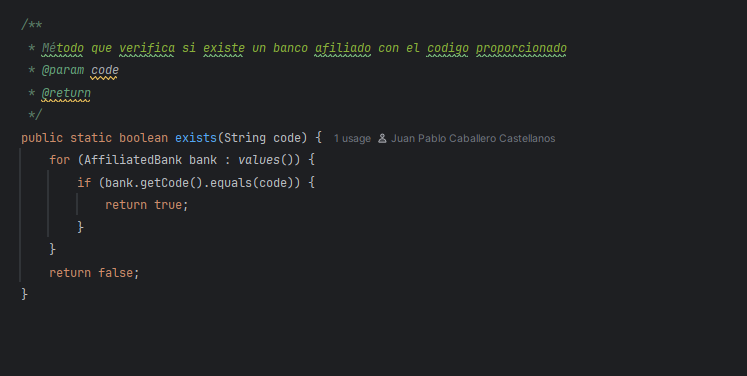 /**
 * Método que verifica si existe un banco afiliado con el codigo proporcionado
 * @param code
 * @return
 */
public static boolean exists(String code) { 1 usage Juan Pablo Caballero Castellanos
    for (AffiliatedBank bank : values()) {
        if (bank.getCode().equals(code)) {
            return true;
        }
    }
    return false;
}